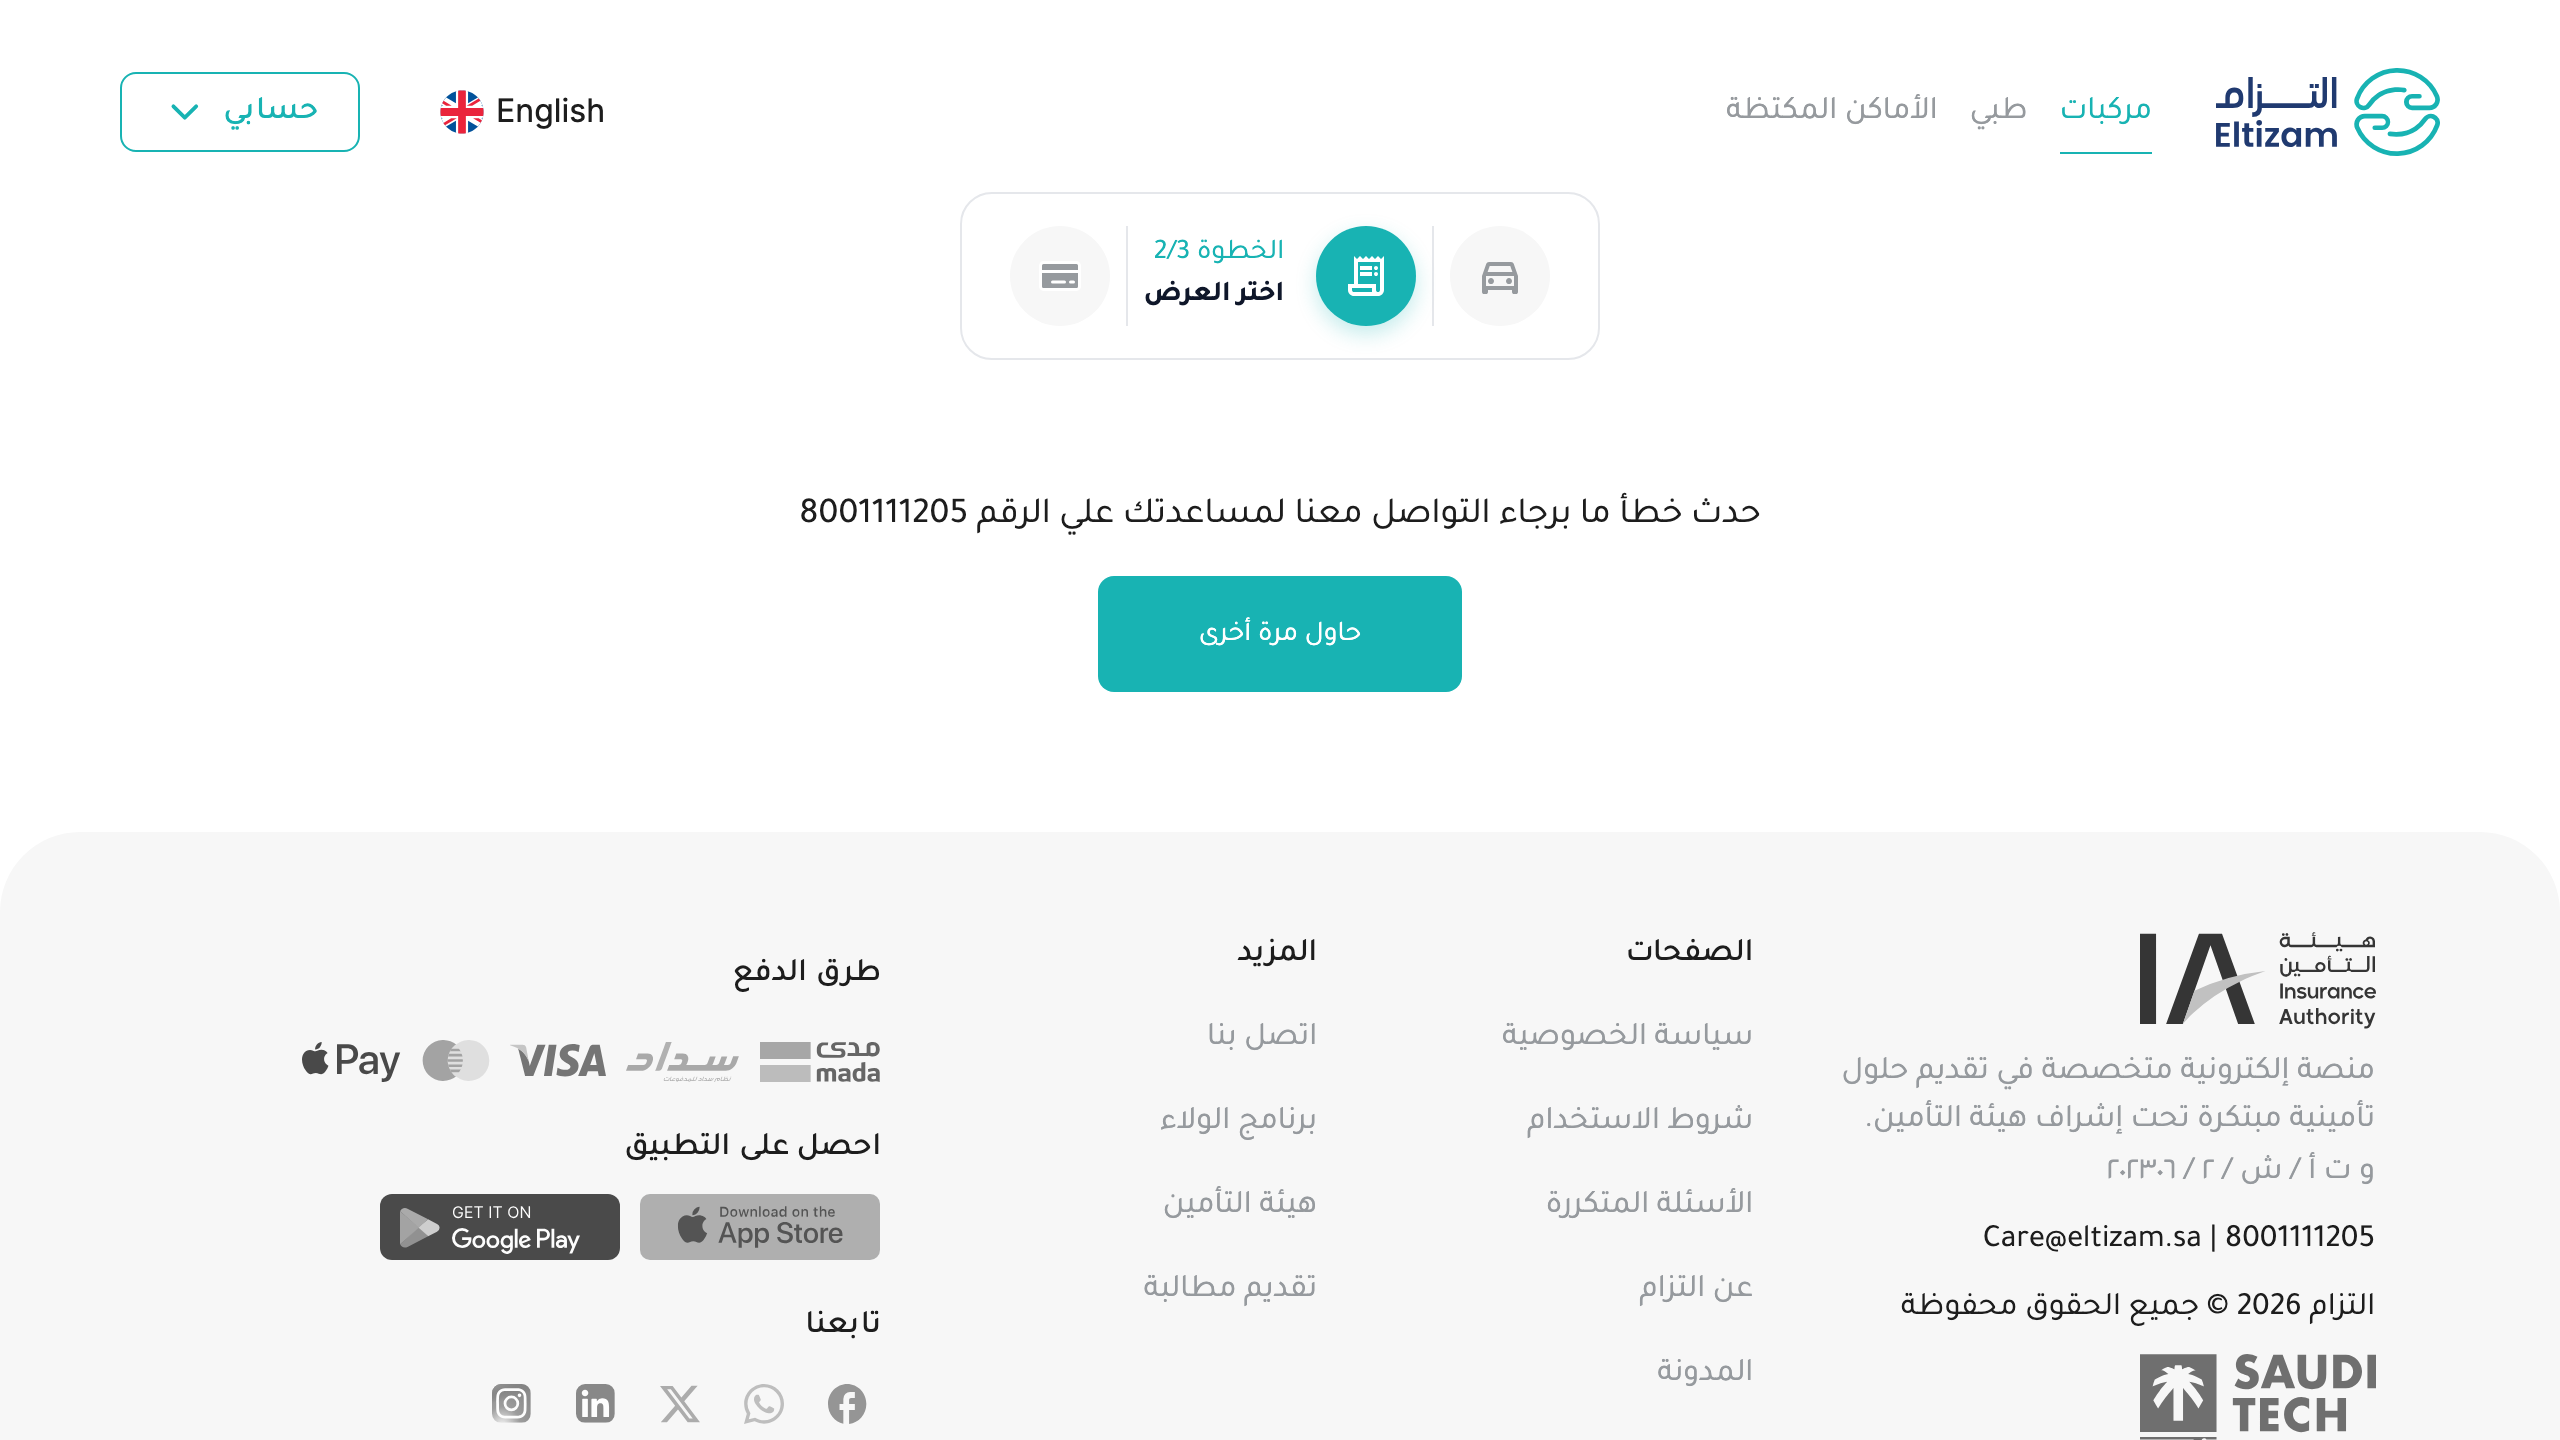 التـــزام
Eltizam
مركبات
طبي
الأماكن المكتظة
English
حسابي
الخطوة 2/3
اختر العرض
حدث خطأ ما برجاء التواصل معنا لمساعدتك علي الرقم 8001111205
حاول مرة أخرى
هـيـئـة
الـتـأمـين
Insurance
Authority
منصة إلكترونية متخصصة في تقديم حلول
تأمينية مبتكرة تحت إشراف هيئة التأمين.
و ت أ / ش / ٢ / ٢٠٢٣٠٦
8001111205 | Care@eltizam.sa
التزام 2026 © جميع الحقوق محفوظة
SAUDI
TECH
الصفحات
سياسة الخصوصية
شروط الاستخدام
الأسئلة المتكررة
عن التزام
المدونة
المزيد
اتصل بنا
برنامج الولاء
هيئة التأمين
تقديم مطالبة
طرق الدفع
مدى
mada
سـداد
نظام سداد للمدفوعات
VISA
Pay
احصل على التطبيق
Download on the
App Store
GET IT ON
Google Play
تابعنا